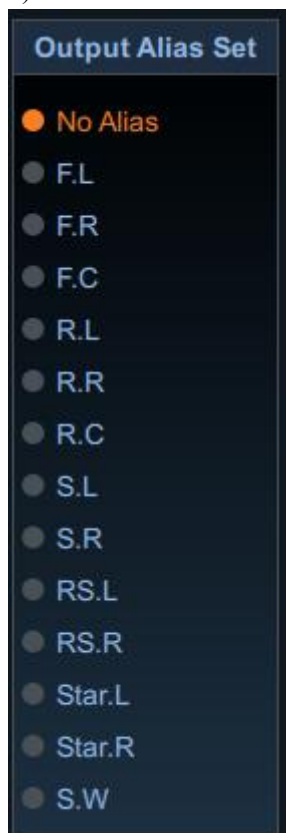 Output Alias Set
No Alias
F.L
F.R
F.C
R.L
R.R
R.C
S.L
S.R
RS.L
RS.R
Star.L
Star.R
S.W